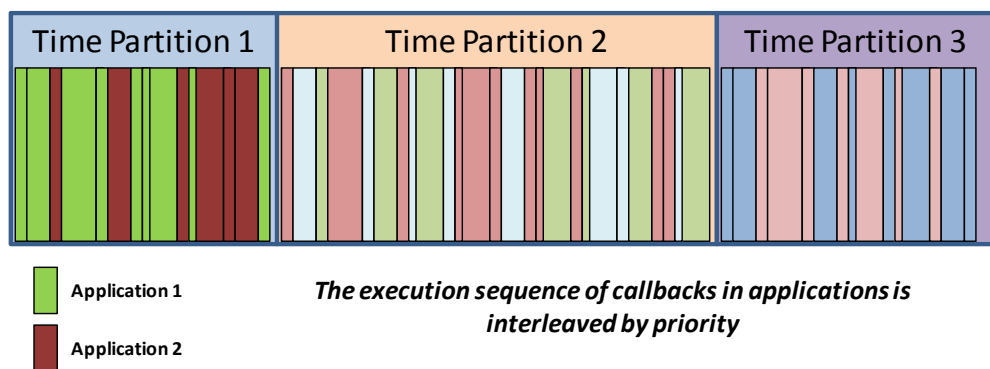 Time Partition 1
Time Partition 2
Time Partition 3
Application 1
Application 2
The execution sequence of callbacks in applications is
interleaved by priority